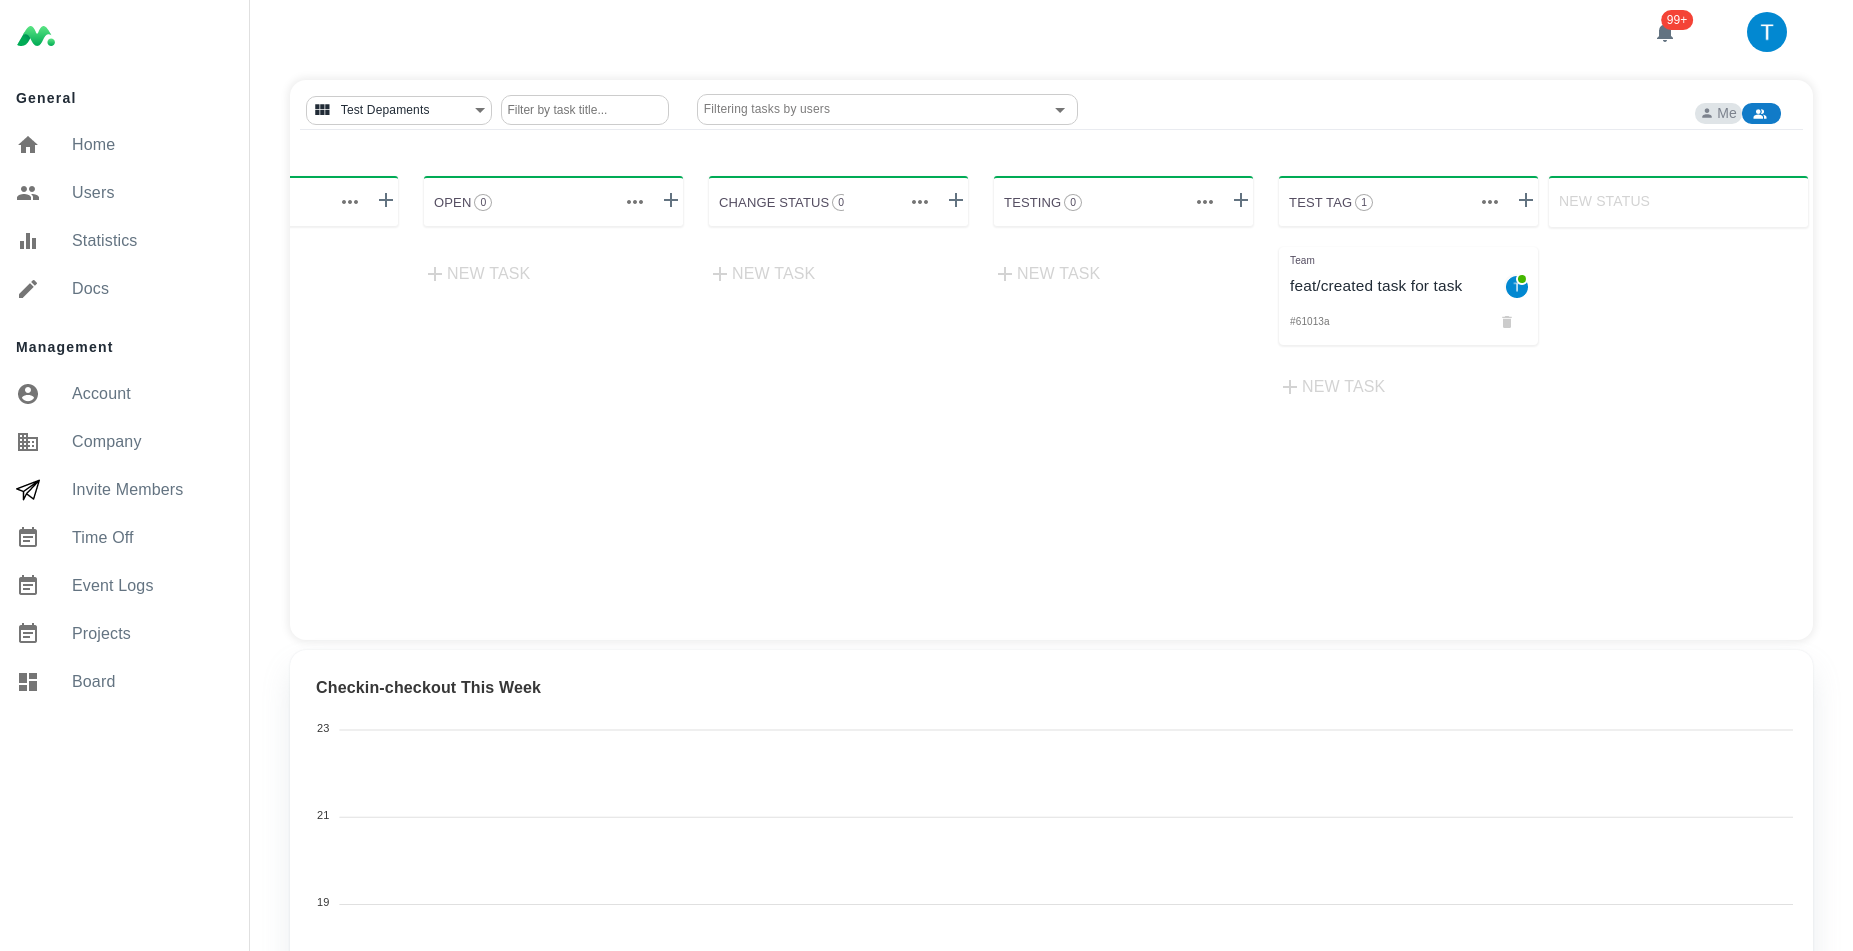 99+
T
General
Home
Users
Statistics
Docs
Management
Account
Company
Invite Members
Time Off
Event Logs
Projects
Board
Test Depaments
Filter by task title...
Filtering tasks by users
Me
OPEN 0
CHANGE STATUS 0
TESTING 0
TEST TAG 1
NEW STATUS
NEW TASK
NEW TASK
NEW TASK
Team
feat/created task for task
T
#61013a
NEW TASK
Checkin-checkout This Week
23
21
19